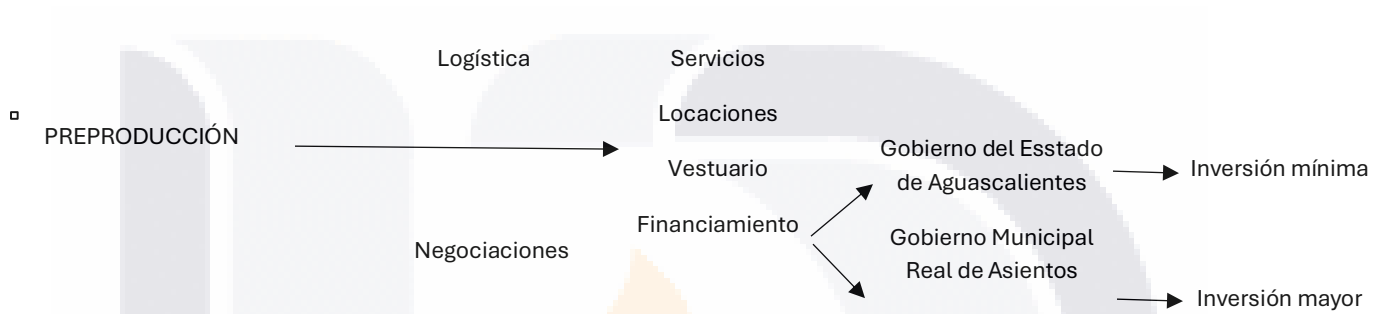 Logística
Servicios
Locaciones
PREPRODUCCIÓN
Vestuario
Gobierno del Esstado
de Aguascalientes
Inversión mínima
Financiamiento
Negociaciones
Gobierno Municipal
Real de Asientos
Inversión mayor